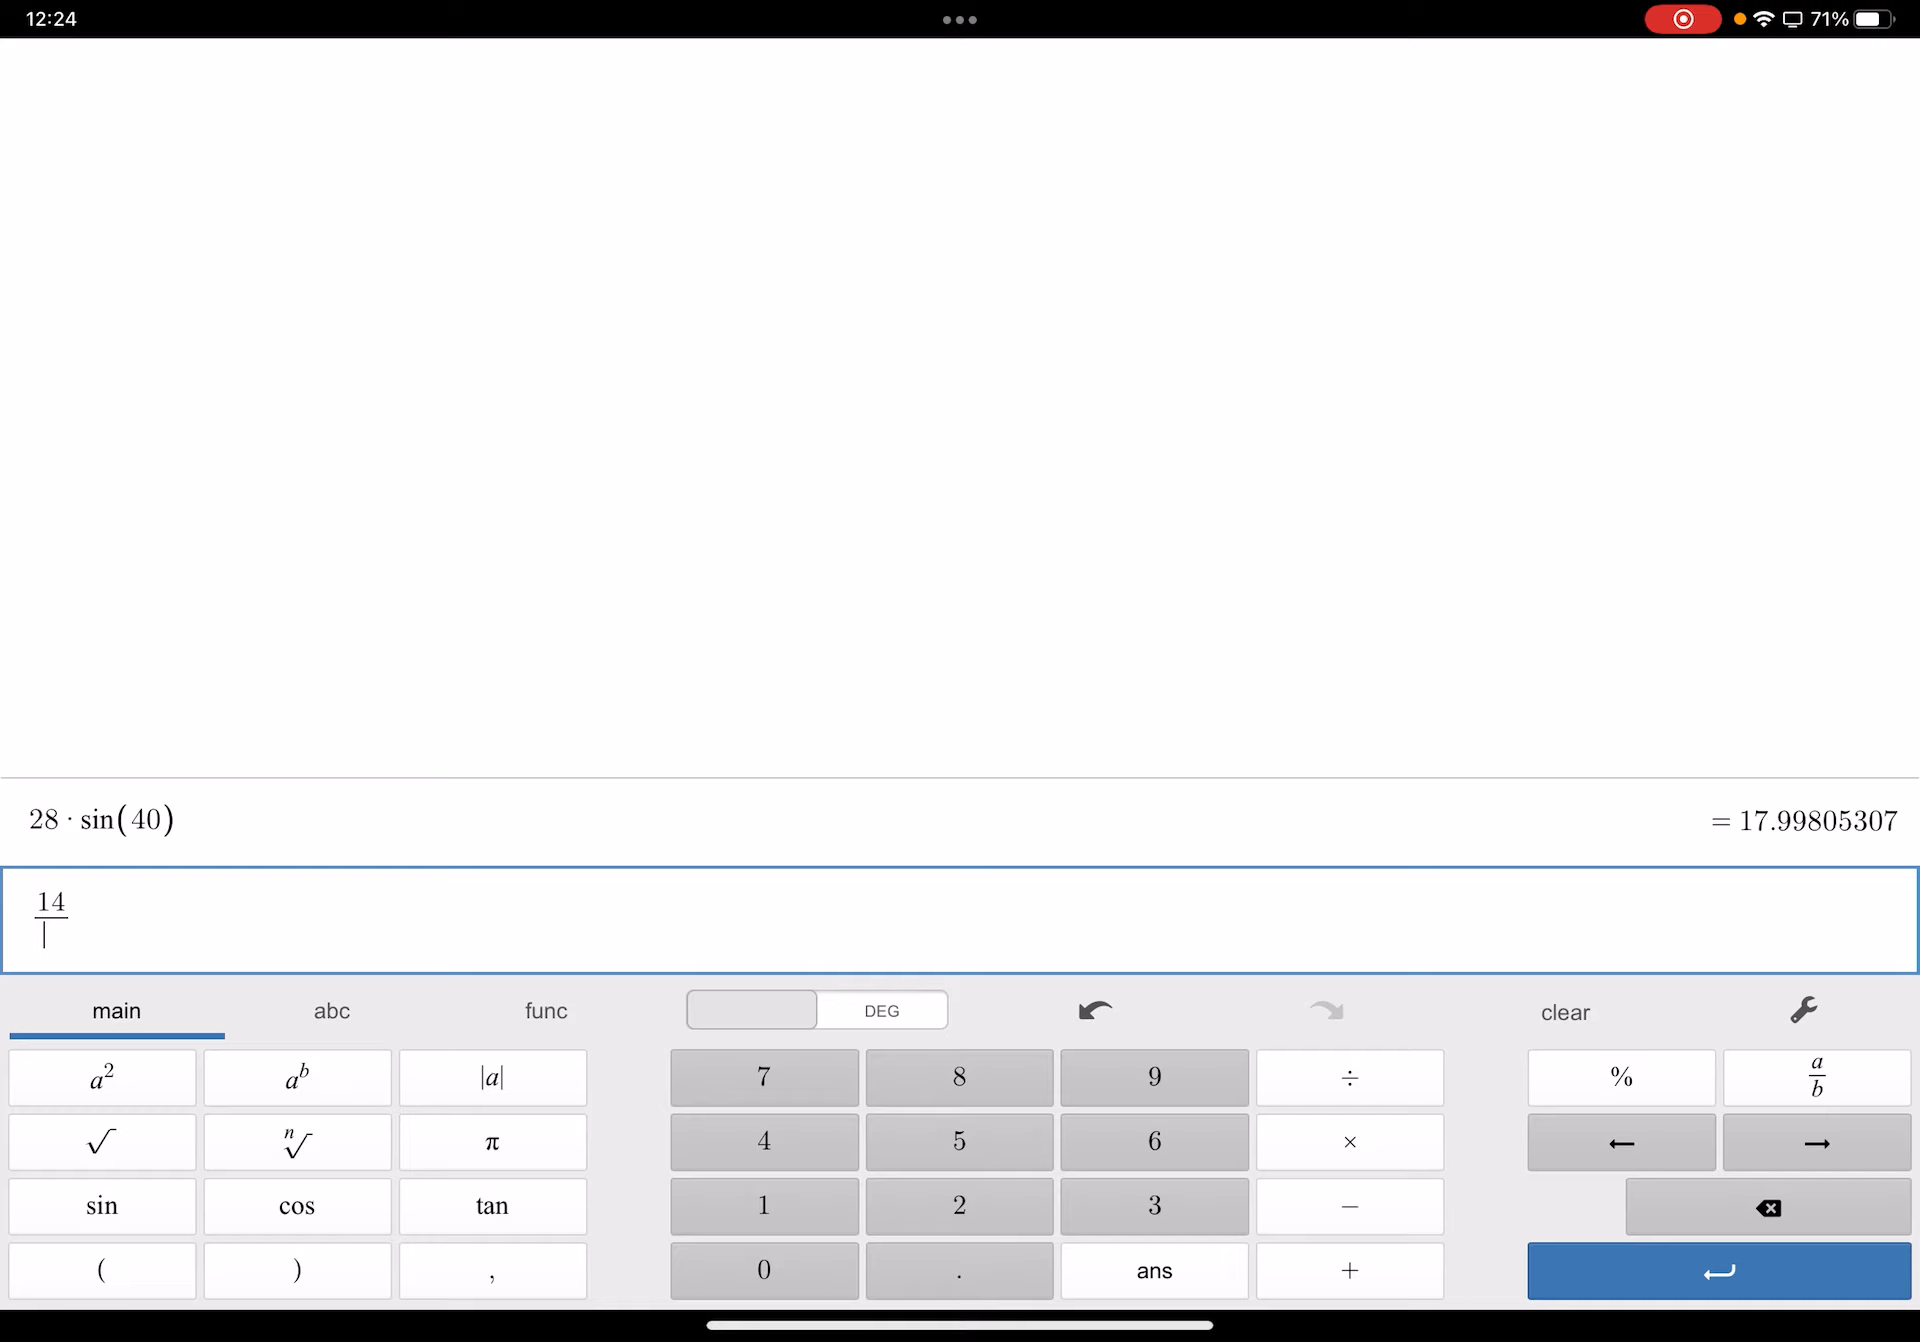 12:24
71%
28 · sin(40)
= 17.99805307
14
main abc func DEG clear
a² aᵇ |a| 7 8 9 ÷ % a/b
√ ⁿ√ π 4 5 6 × ← →
sin cos tan 1 2 3 −
( ) , 0 . ans +